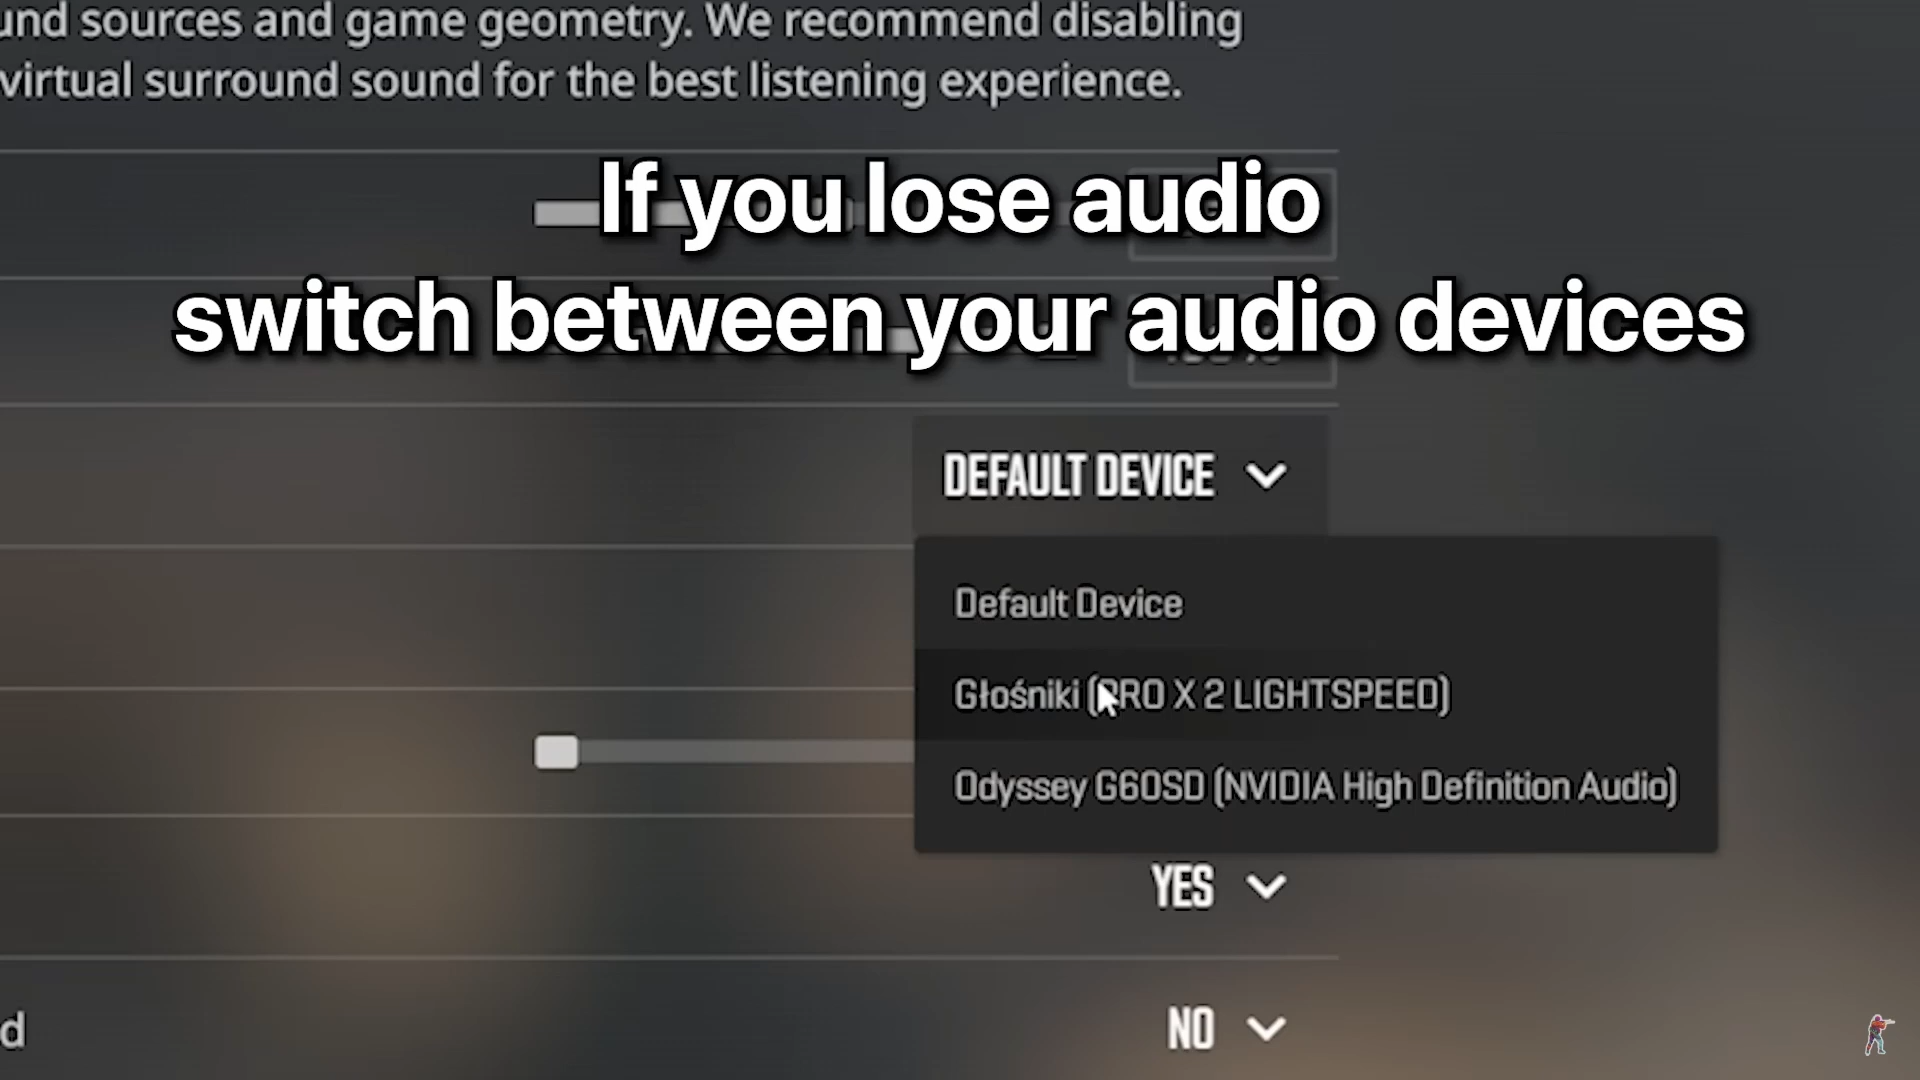 und sources and game geometry. We recommend disabling
virtual surround sound for the best listening experience.
If you lose audio
switch between your audio devices
DEFAULT DEVICE
Default Device
Głośniki (PRO X 2 LIGHTSPEED)
Odyssey G60SD (NVIDIA High Definition Audio)
YES
d
NO